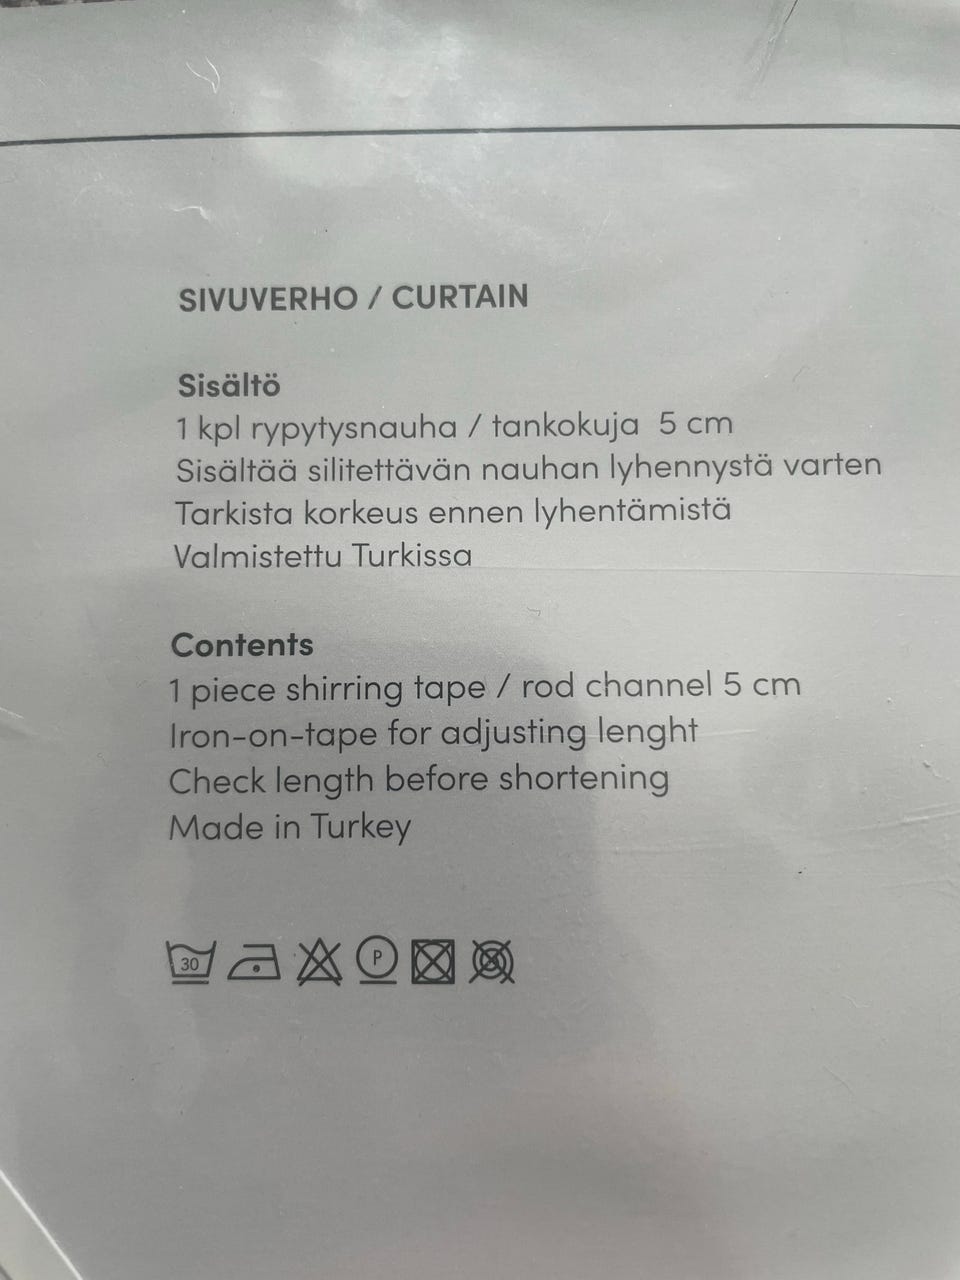 SIVUVERHO / CURTAIN
Sisältö
1 kpl rypytysnauha / tankokuja 5 cm
Sisältää silitettävän nauhan lyhennystä varten
Tarkista korkeus ennen lyhentämistä
Valmistettu Turkissa
Contents
1 piece shirring tape / rod channel 5 cm
Iron-on-tape for adjusting lenght
Check length before shortening
Made in Turkey
30 P